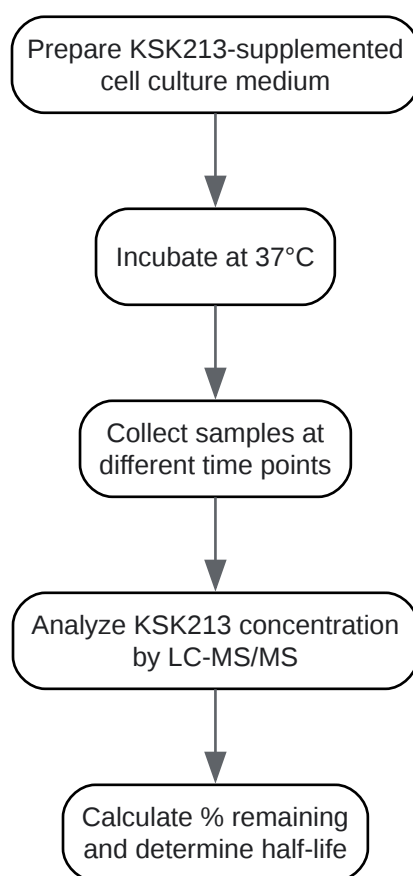 Prepare KSK213-supplemented
cell culture medium
Incubate at 37°C
Collect samples at
different time points
Analyze KSK213 concentration
by LC-MS/MS
Calculate % remaining
and determine half-life